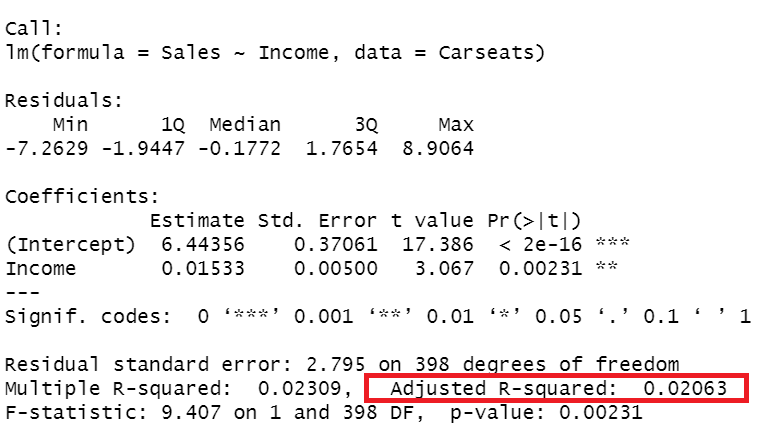 Call:
lm(formula = Sales ~ Income, data = Carseats)
Residuals:
    Min      1Q  Median      3Q     Max
-7.2629 -1.9447 -0.1772  1.7654  8.9064
Coefficients:
            Estimate Std. Error t value Pr(>|t|)
(Intercept)  6.44356    0.37061  17.386  < 2e-16 ***
Income       0.01533    0.00500   3.067  0.00231 **
---
Signif. codes:  0 ‘***’ 0.001 ‘**’ 0.01 ‘*’ 0.05 ‘.’ 0.1 ‘ ’ 1
Residual standard error: 2.795 on 398 degrees of freedom
Multiple R-squared:  0.02309,   Adjusted R-squared:  0.02063
F-statistic: 9.407 on 1 and 398 DF,  p-value: 0.00231